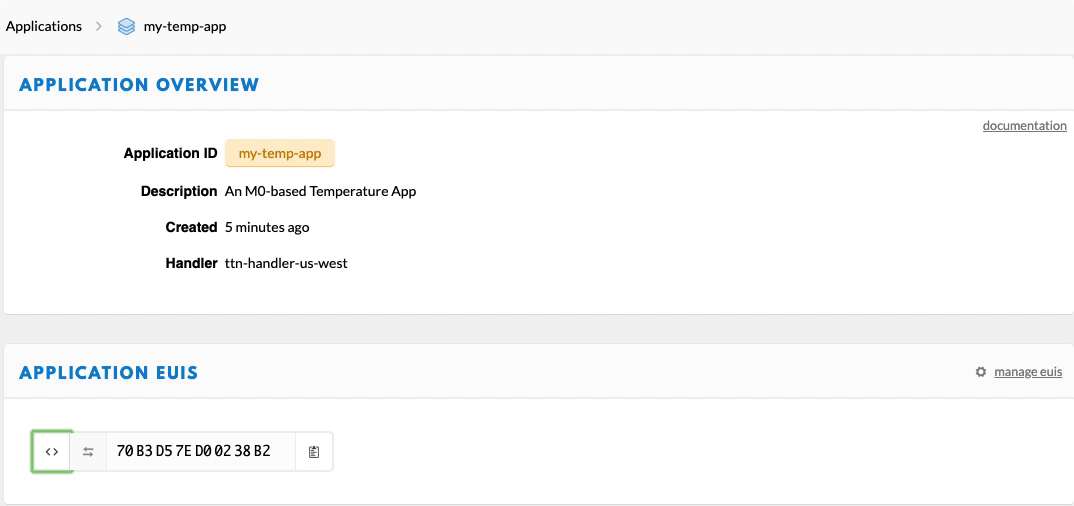 Applications > my-temp-app
APPLICATION OVERVIEW
documentation
Application ID my-temp-app
Description An M0-based Temperature App
Created 5 minutes ago
Handler ttn-handler-us-west
APPLICATION EUIS
manage euis
<> 70 B3 D5 7E D0 02 38 B2